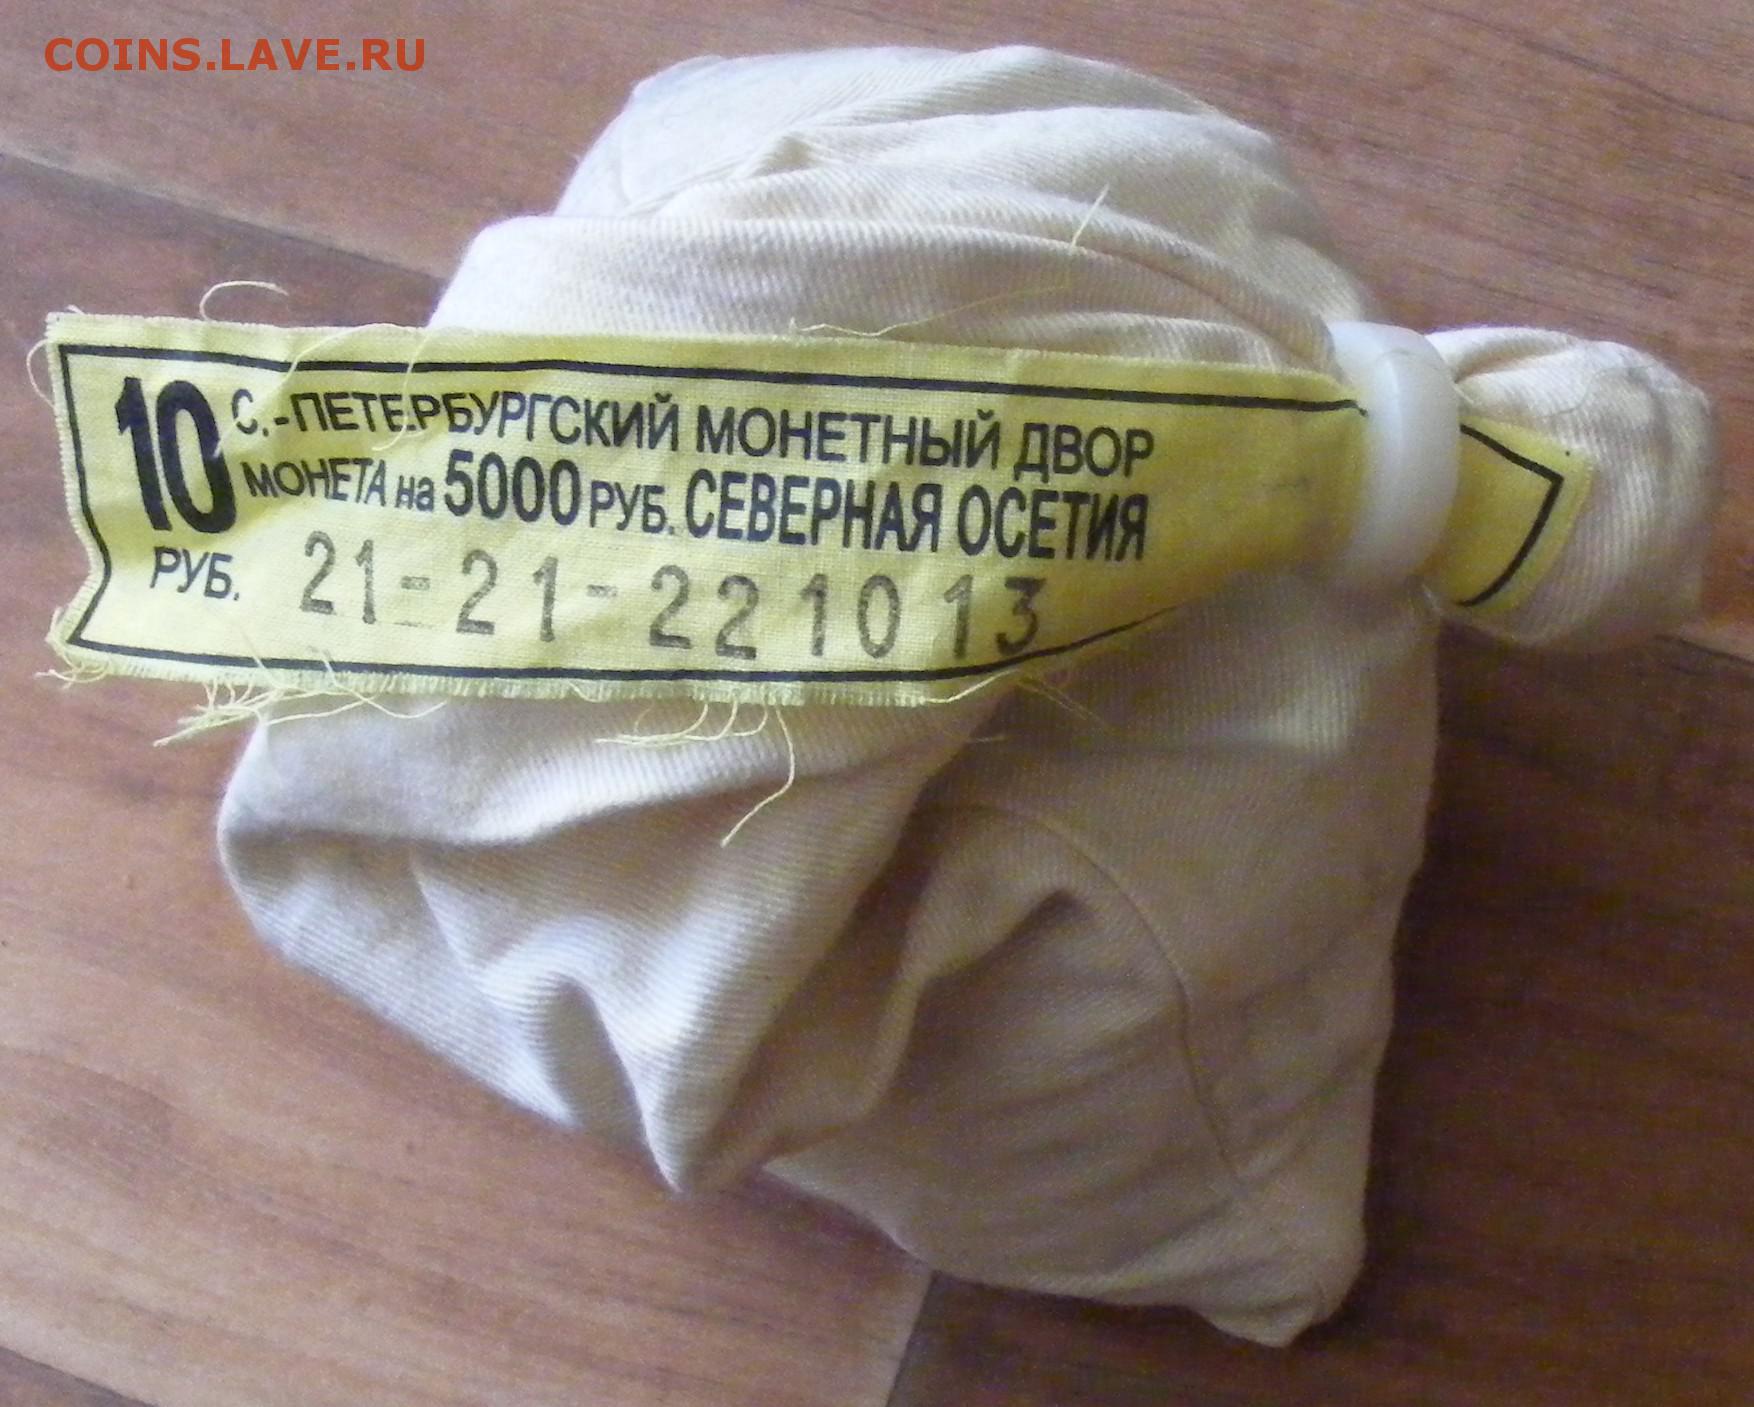 COINS.LAVE.RU
10 С.-ПЕТЕРБУРГСКИЙ МОНЕТНЫЙ ДВОР
МОНЕТА на 5000 РУБ. СЕВЕРНАЯ ОСЕТИЯ
РУБ. 21-21-221013